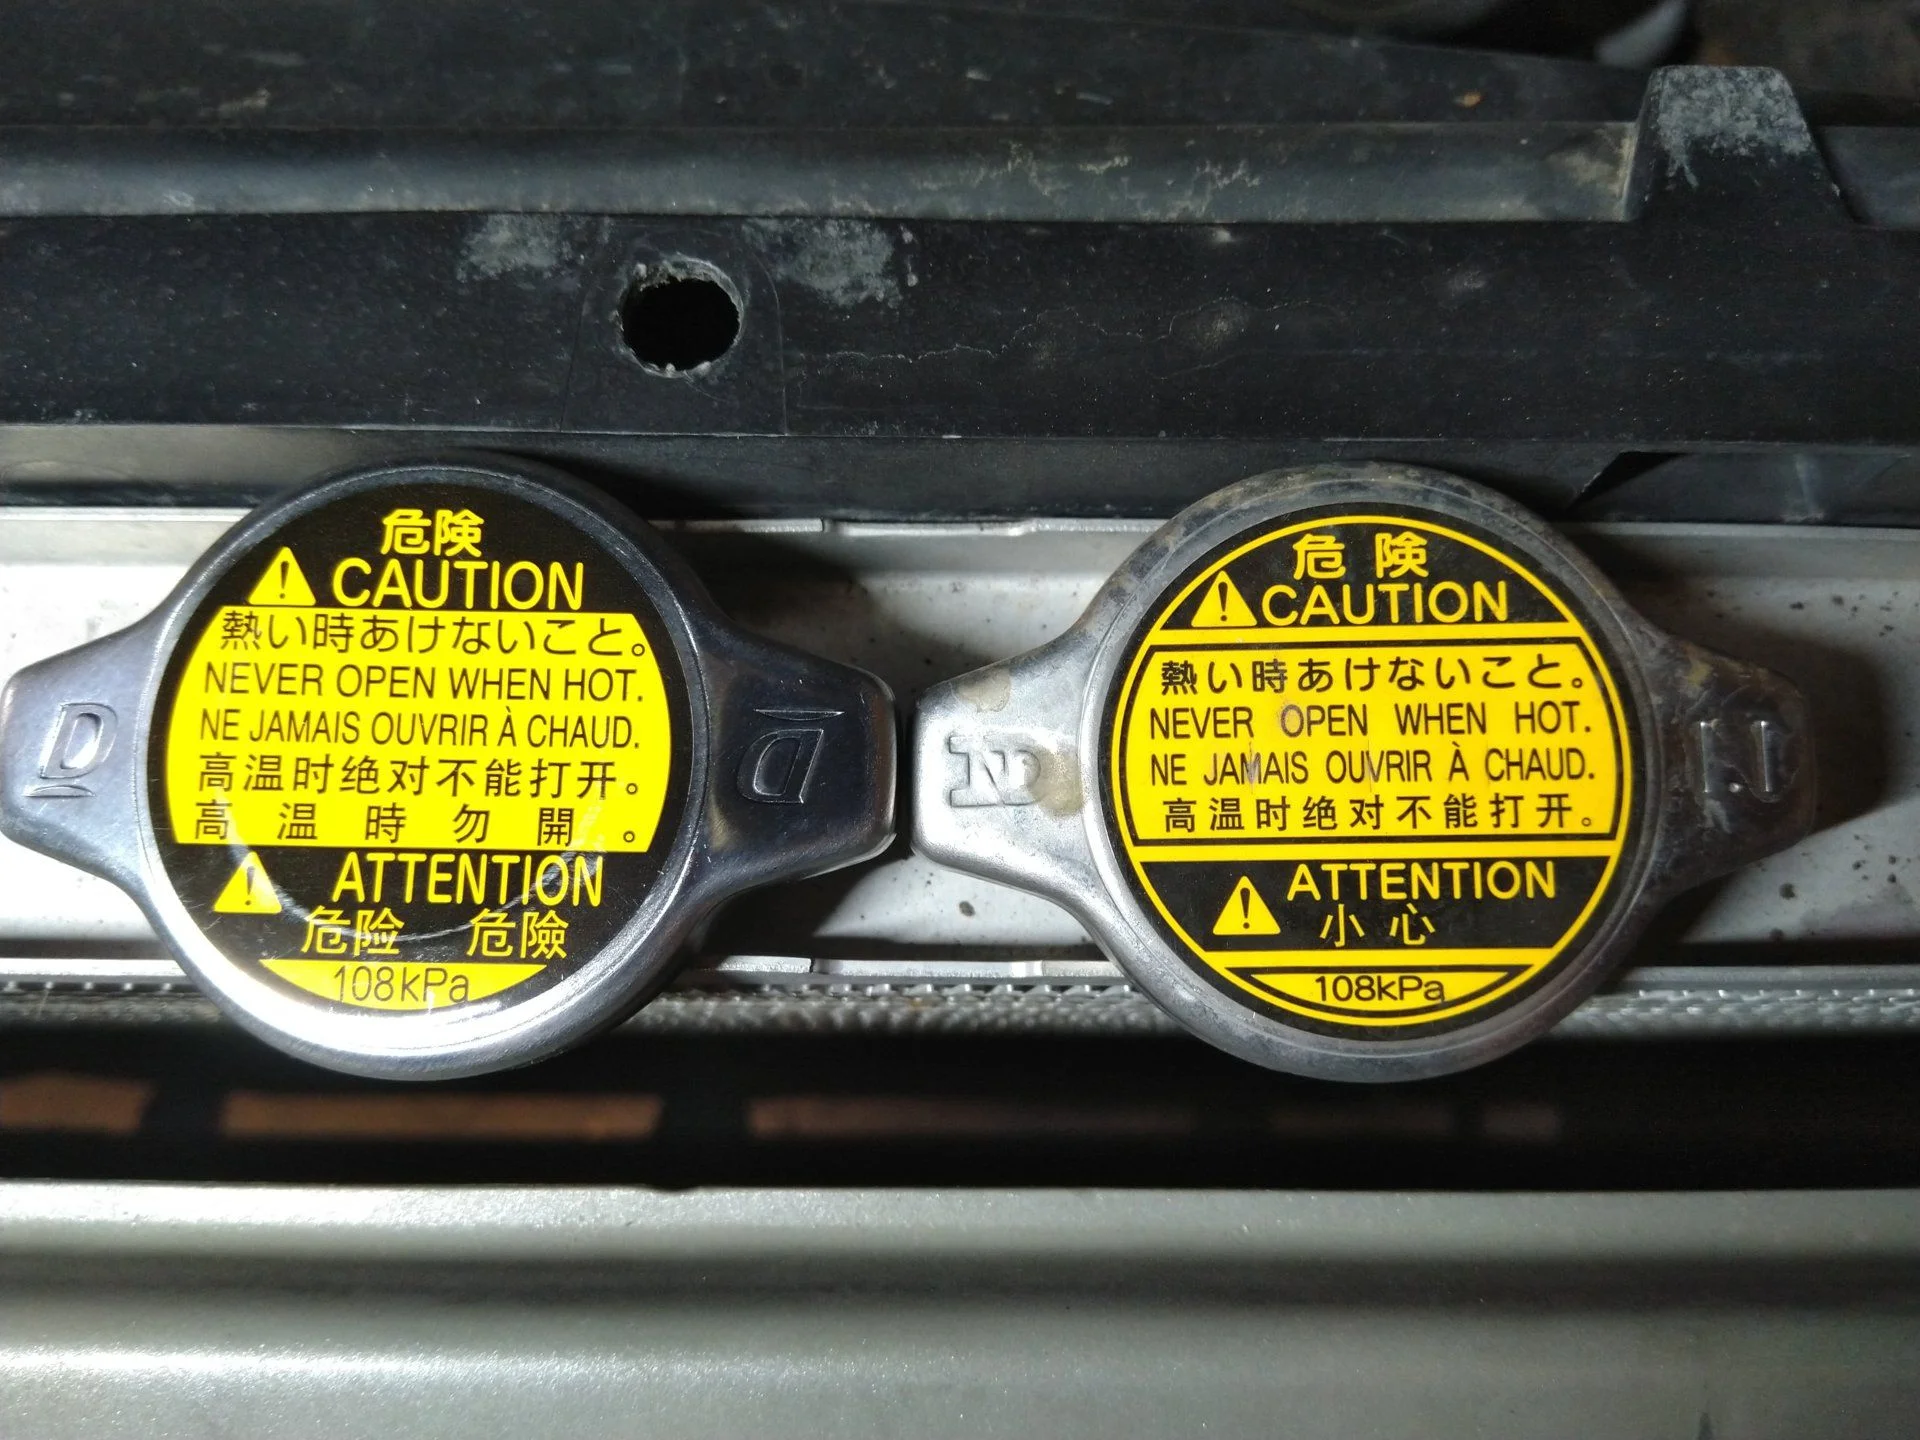 危険
CAUTION
熱い時あけないこと。
NEVER OPEN WHEN HOT.
NE JAMAIS OUVRIR À CHAUD.
高温时绝对不能打开。
高温時勿開。
ATTENTION
危险 危險
108kPa
D
D
危険
CAUTION
熱い時あけないこと。
NEVER OPEN WHEN HOT.
NE JAMAIS OUVRIR À CHAUD.
高温时绝对不能打开。
ATTENTION
小心
108kPa
ND